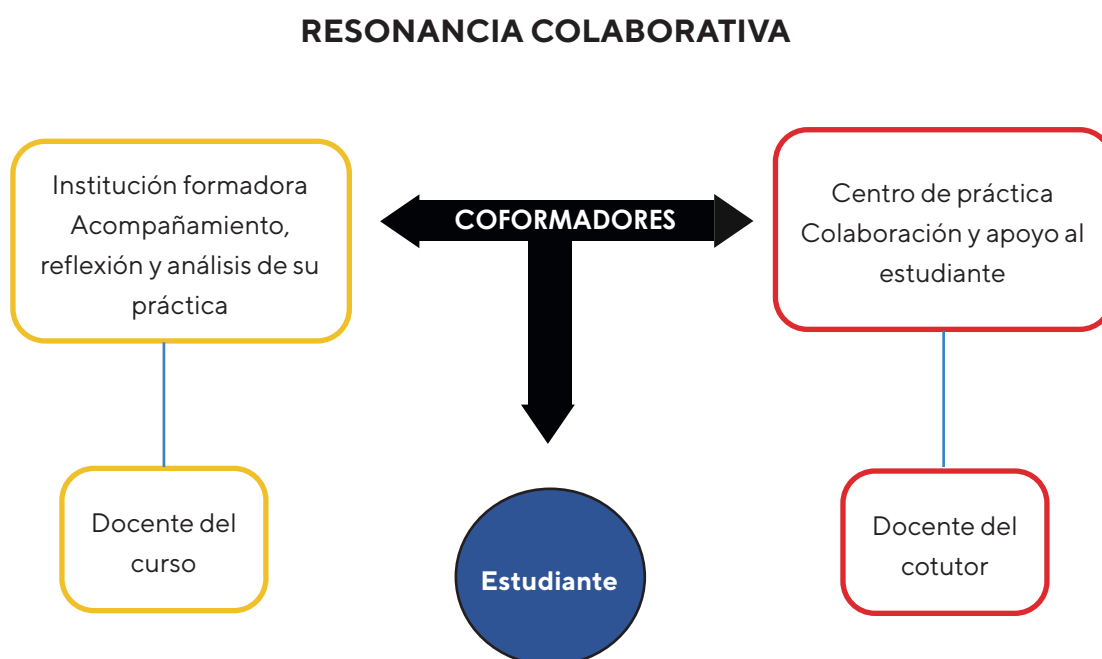 RESONANCIA COLABORATIVA
Institución formadora
Acompañamiento,
reflexión y análisis de su
práctica
COFORMADORES
Centro de práctica
Colaboración y apoyo al
estudiante
Docente del
curso
Estudiante
Docente del
cotutor